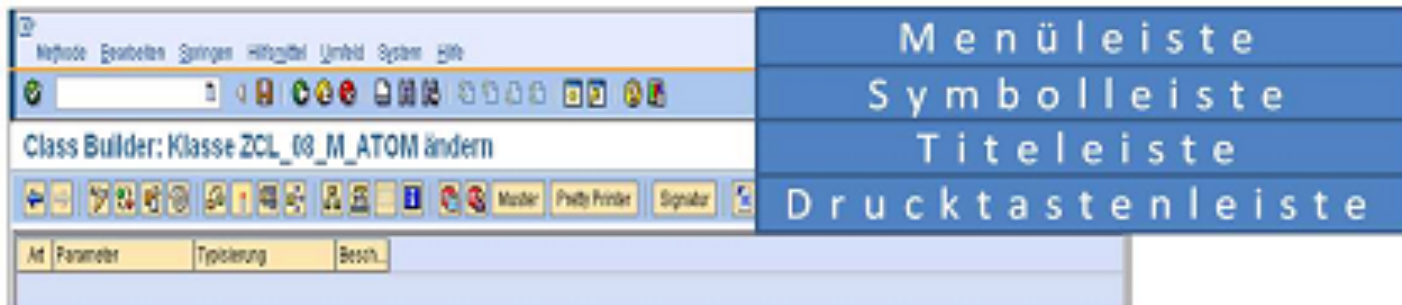 Methode Bearbeiten Springen Hilfsmittel Umfeld System Hilfe
Menüleiste
Symbolleiste
Class Builder: Klasse ZCL_08_M_ATOM ändern
Titeleiste
Muster Pretty Printer Signatur
Drucktastenleiste
Art Parameter Typisierung Besch...